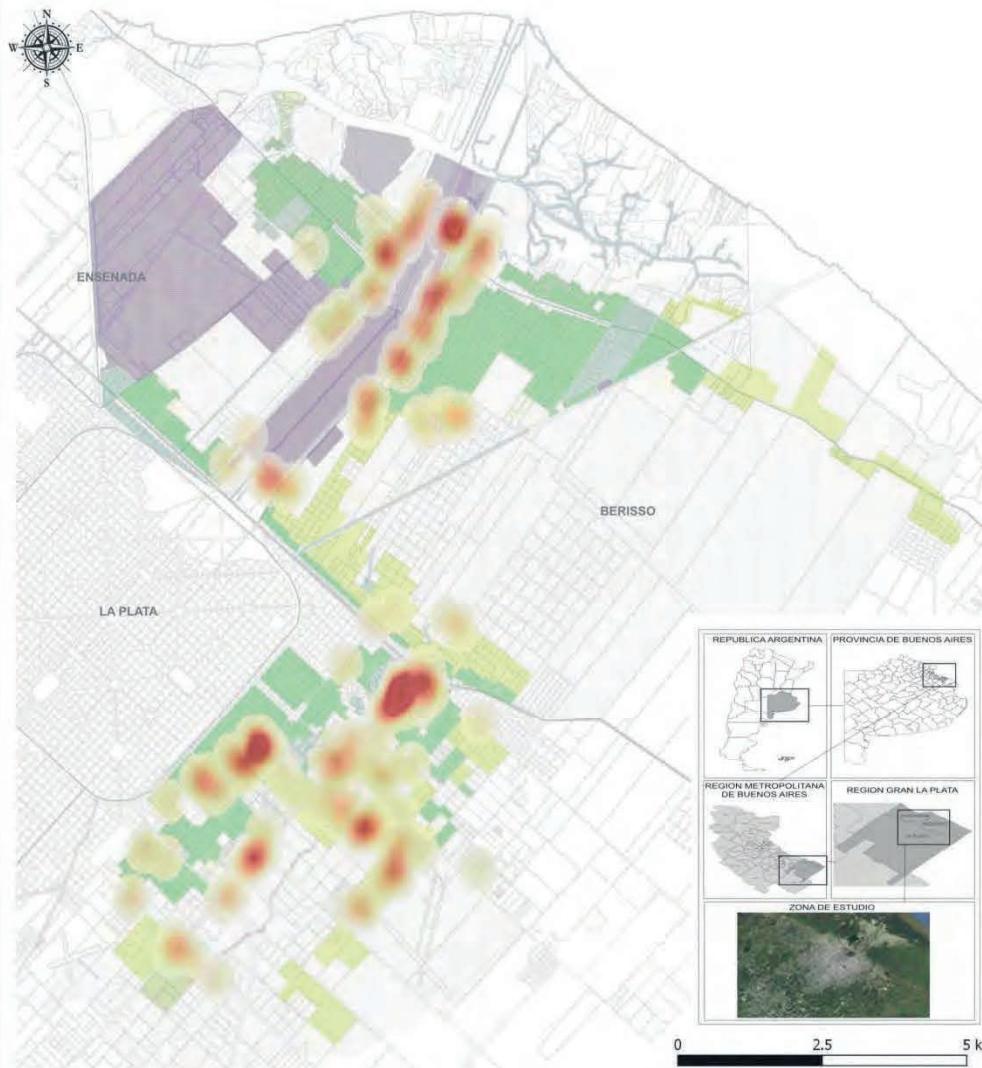 N
W E
S
ENSENADA
BERISSO
LA PLATA
REPUBLICA ARGENTINA
PROVINCIA DE BUENOS AIRES
REGION METROPOLITANA
DE BUENOS AIRES
REGION GRAN LA PLATA
ZONA DE ESTUDIO
0 2.5 5 k